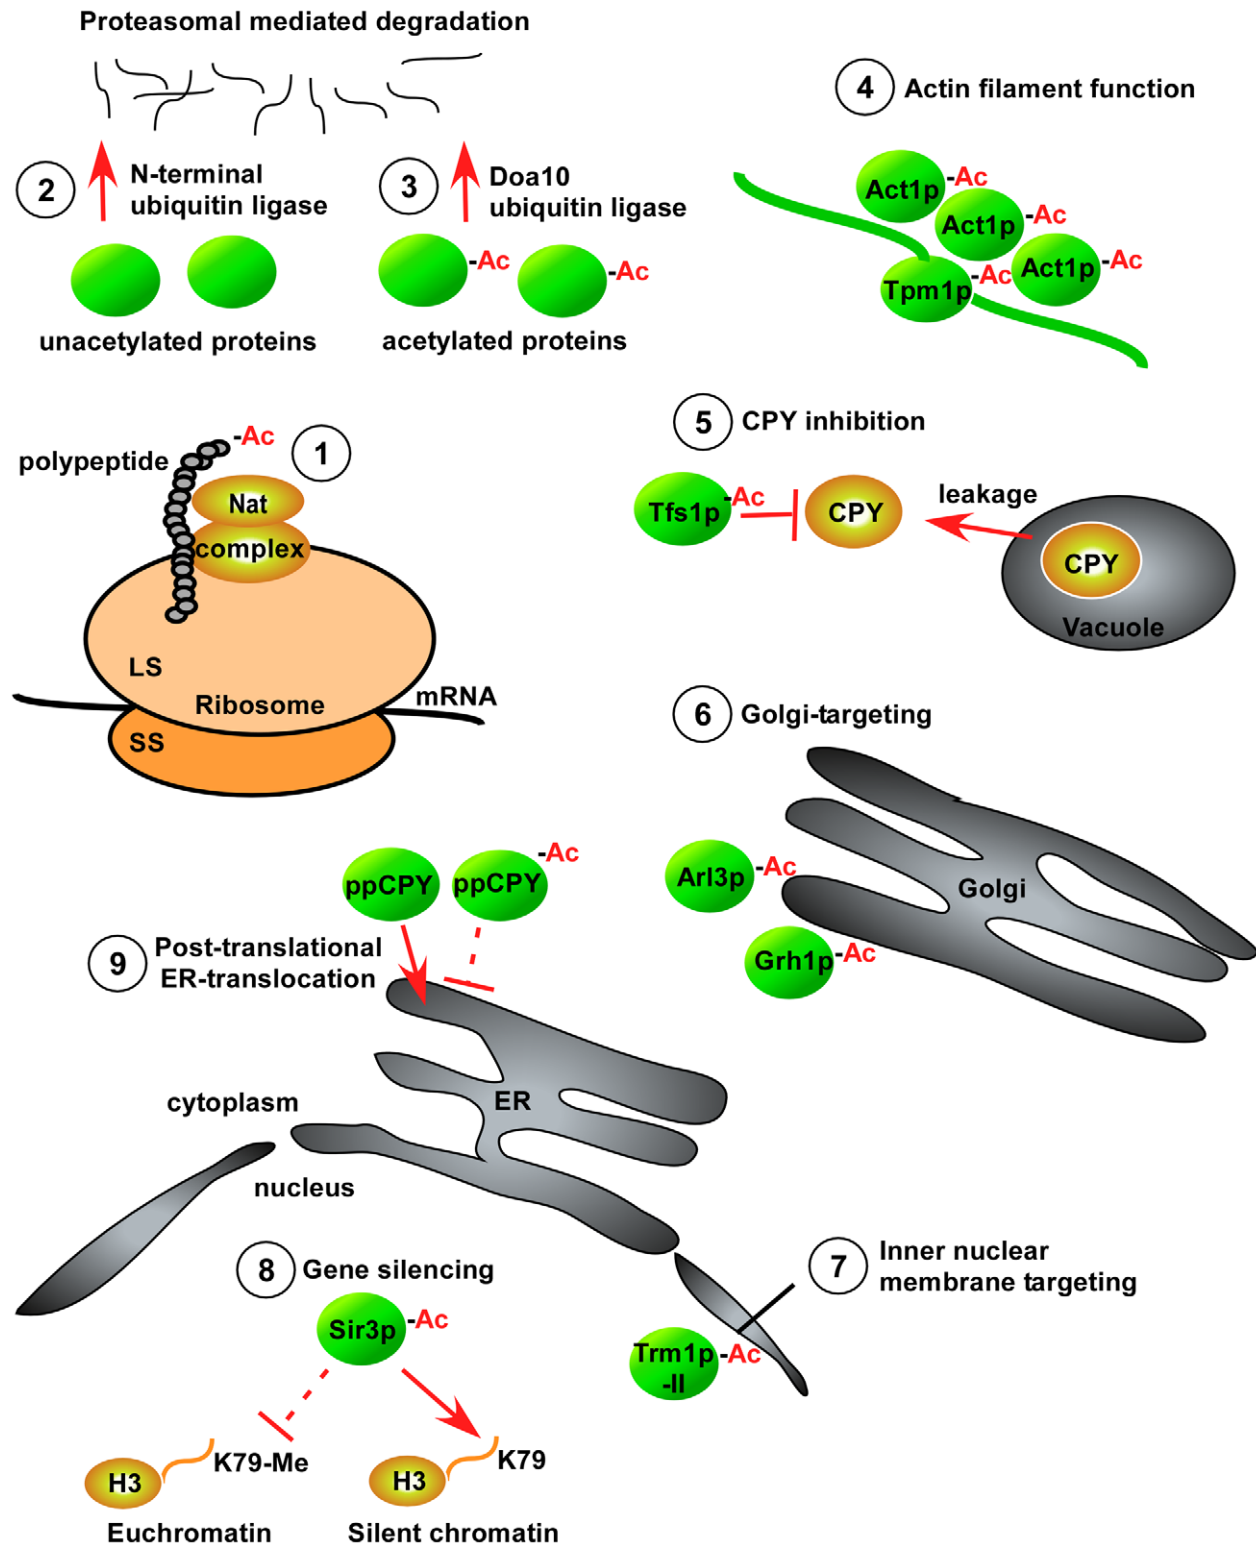 Proteasomal mediated degradation
2
N-terminal
ubiquitin ligase
3
Doa10
ubiquitin ligase
-Ac
-Ac
unacetylated proteins
acetylated proteins
4
Actin filament function
Act1p
-Ac
Act1p
-Ac
Act1p
-Ac
Tpm1p
-Ac
polypeptide
-Ac
1
Nat
complex
LS
Ribosome
mRNA
SS
5
CPY inhibition
Tfs1p
-Ac
CPY
leakage
CPY
Vacuole
6
Golgi-targeting
Arl3p
-Ac
Golgi
Grh1p
-Ac
ppCPY
ppCPY
-Ac
9
Post-translational
ER-translocation
ER
cytoplasm
nucleus
7
Inner nuclear
membrane targeting
Trm1p
-II
-Ac
8
Gene silencing
Sir3p
-Ac
H3
K79-Me
H3
K79
Euchromatin
Silent chromatin